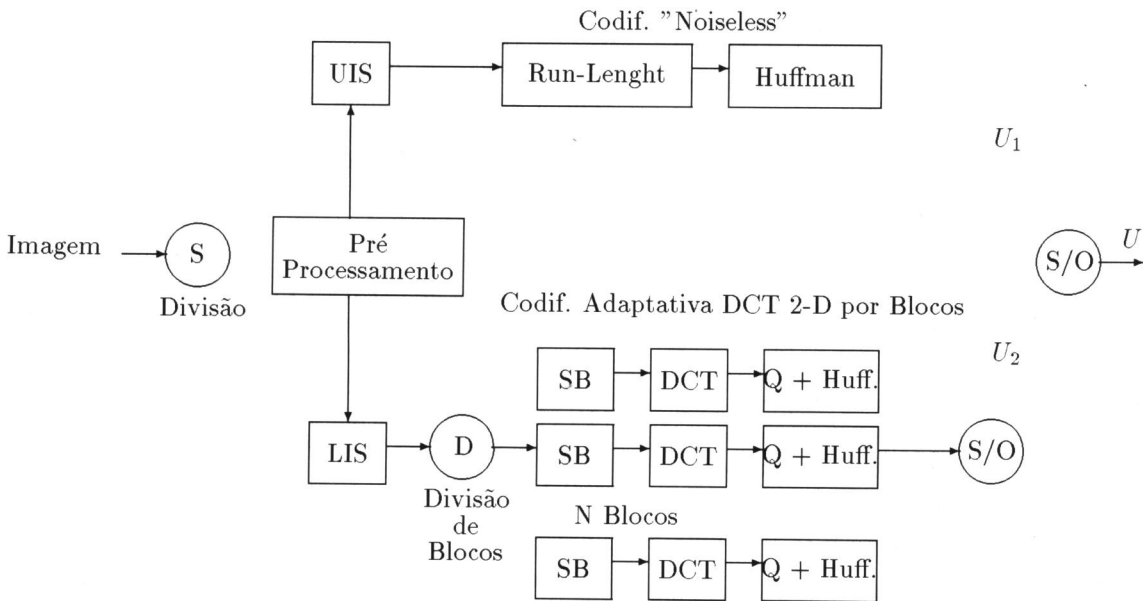 Codif. "Noiseless"
UIS
Run-Lenght
Huffman
U1
Imagem
S
Divisão
Pré
Processamento
S/O
U
Codif. Adaptativa DCT 2-D por Blocos
U2
SB
DCT
Q + Huff.
LIS
D
SB
DCT
Q + Huff.
S/O
Divisão
de
Blocos
N Blocos
SB
DCT
Q + Huff.